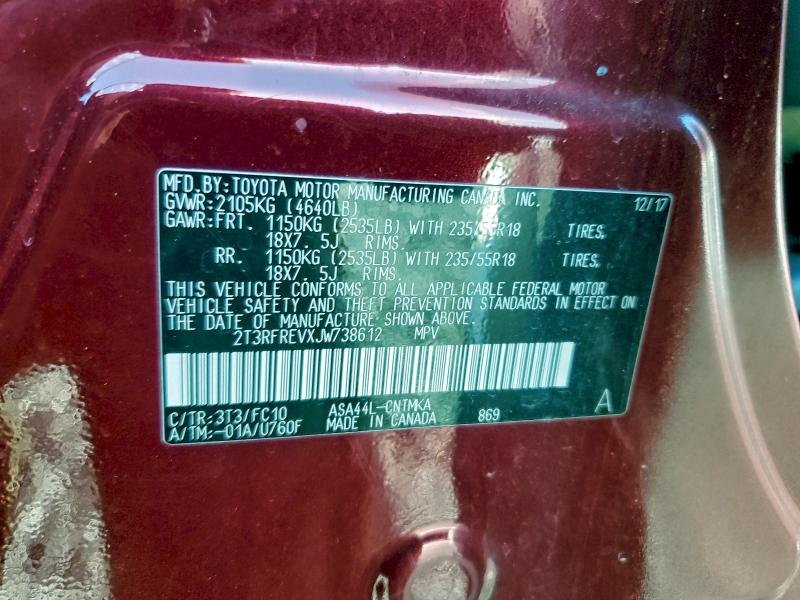 MFD. BY: TOYOTA MOTOR MANUFACTURING CANADA INC. 12/17
GVWR: 2105KG (4640LB)
GAWR: FRT. 1150KG (2535LB) WITH 235/55R18 TIRES,
18X7. 5J RIMS.
RR. 1150KG (2535LB) WITH 235/55R18 TIRES,
18X7. 5J RIMS.
THIS VEHICLE CONFORMS TO ALL APPLICABLE FEDERAL MOTOR
VEHICLE SAFETY AND THEFT PREVENTION STANDARDS IN EFFECT ON
THE DATE OF MANUFACTURE SHOWN ABOVE.
2T3RFREVXJW738612 MPV
C/TR: 3T3/FC10 ASA44L-CNTMKA 869 A
A/TM: -01A/U760F MADE IN CANADA